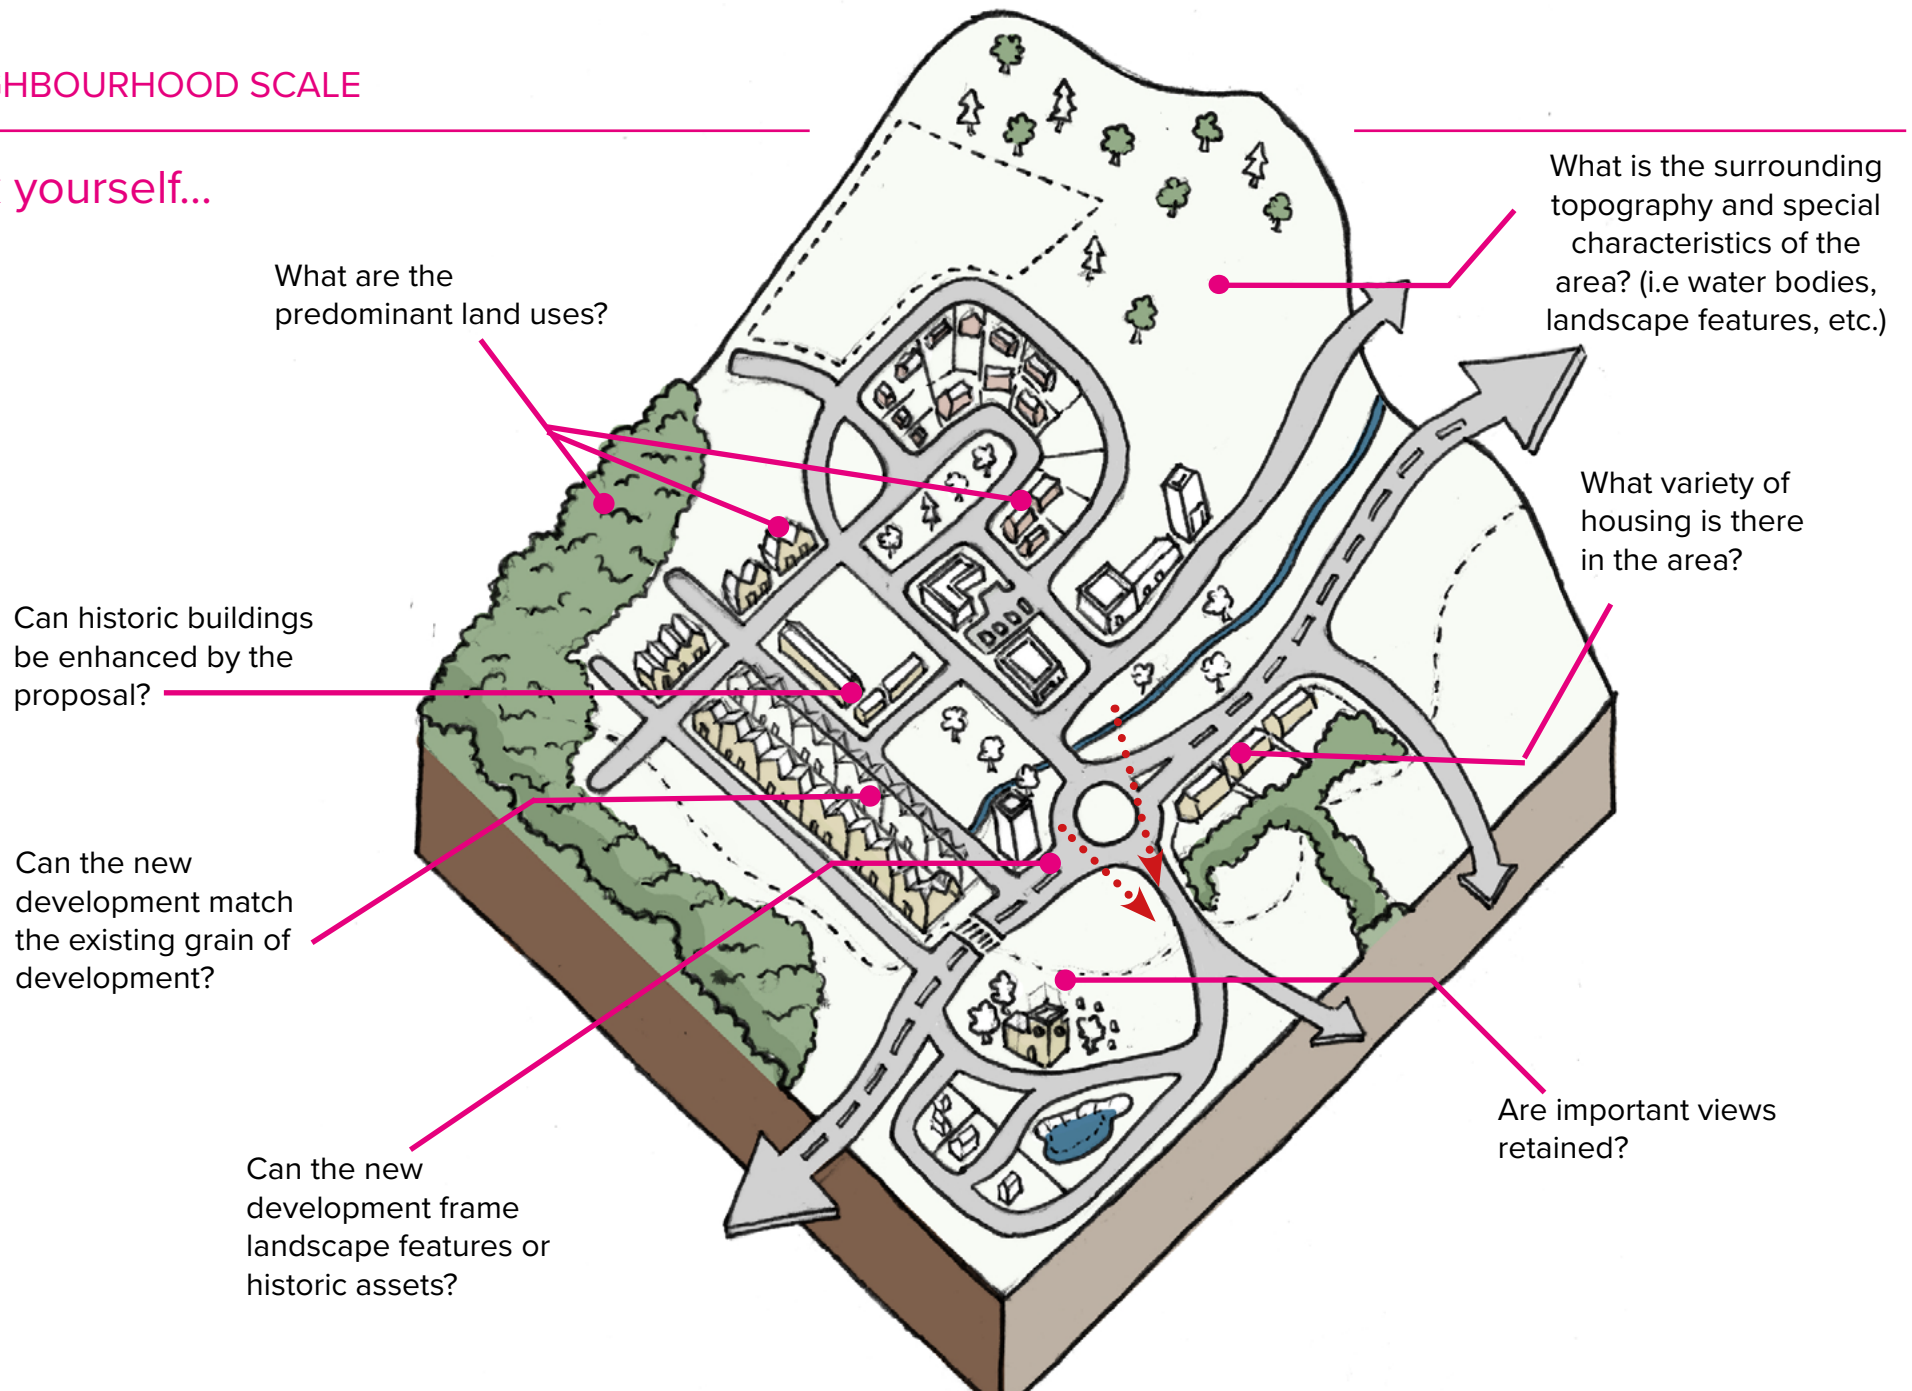 GHBOURHOOD SCALE
yourself...
What are the
predominant land uses?
What is the surrounding
topography and special
characteristics of the
area? (i.e water bodies,
landscape features, etc.)
What variety of
housing is there
in the area?
Can historic buildings
be enhanced by the
proposal?
Can the new
development match
the existing grain of
development?
Can the new
development frame
landscape features or
historic assets?
Are important views
retained?